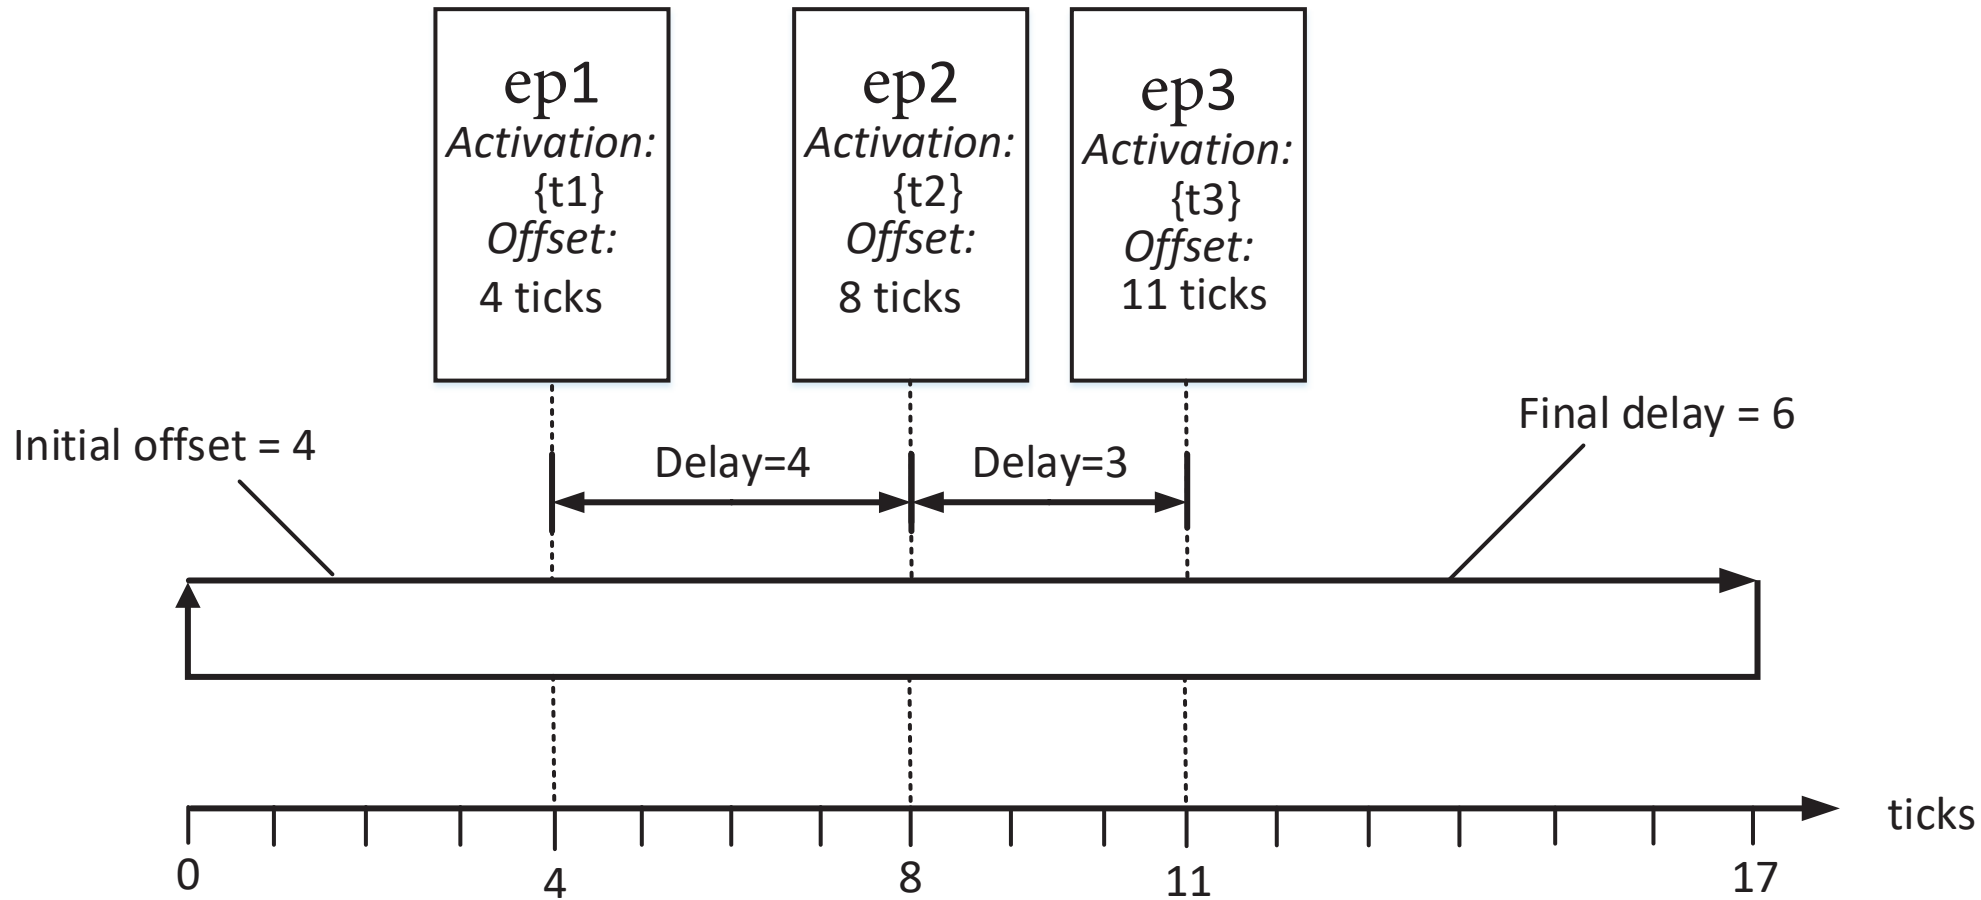 ep1
Activation:
{t1}
Offset:
4 ticks
ep2
Activation:
{t2}
Offset:
8 ticks
ep3
Activation:
{t3}
Offset:
11 ticks
Initial offset = 4
Delay=4
Delay=3
Final delay = 6
ticks
0
4
8
11
17